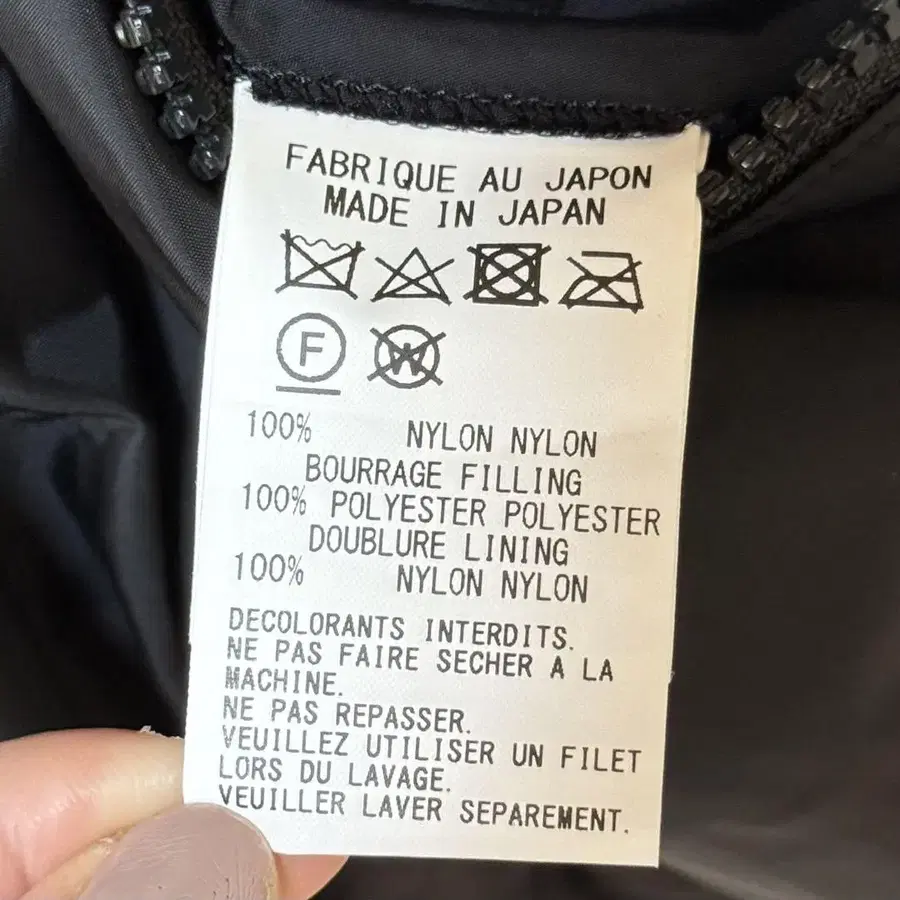 FABRIQUE AU JAPON
MADE IN JAPAN
F W
100% NYLON NYLON
BOURRAGE FILLING
100% POLYESTER POLYESTER
DOUBLURE LINING
100% NYLON NYLON
DECOLORANTS INTERDITS.
NE PAS FAIRE SECHER A LA
MACHINE.
NE PAS REPASSER.
VEUILLEZ UTILISER UN FILET
LORS DU LAVAGE.
VEUILLER LAVER SEPAREMENT.